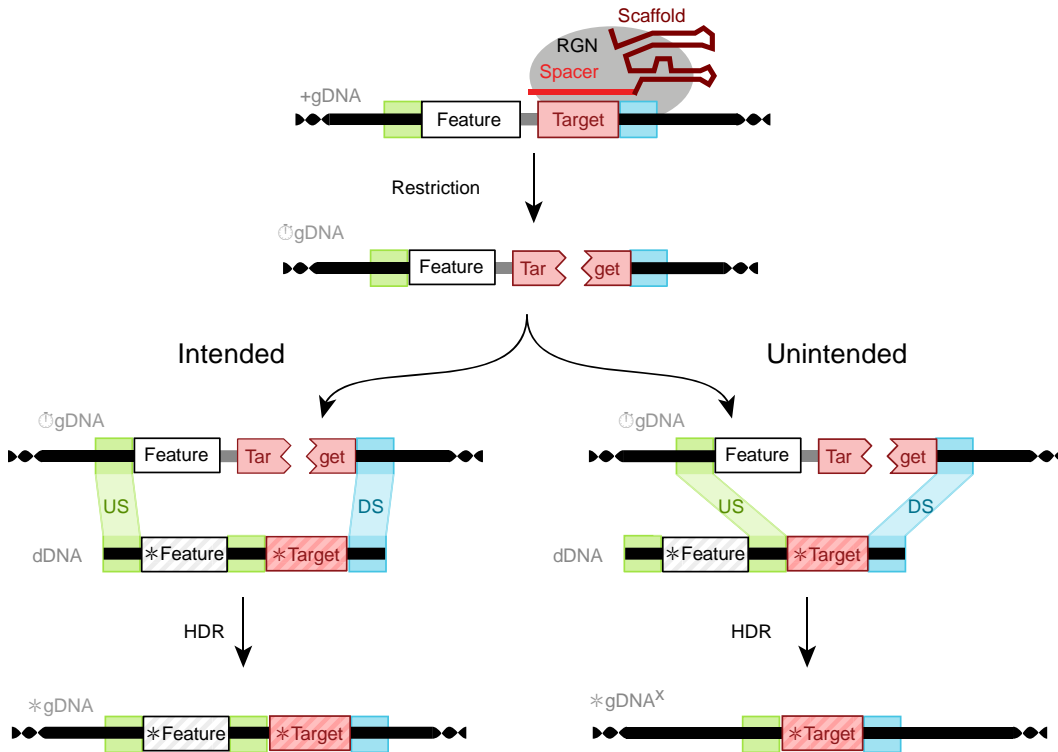 Scaffold
RGN
Spacer
+gDNA
Feature
Target
Restriction
⏱gDNA
Feature
Tar
get
Intended
Unintended
⏱gDNA
Feature
Tar
get
⏱gDNA
Feature
Tar
get
US
DS
US
DS
dDNA
*Feature
*Target
dDNA
*Feature
*Target
HDR
HDR
*gDNA
*Feature
*Target
*gDNAˣ
*Target